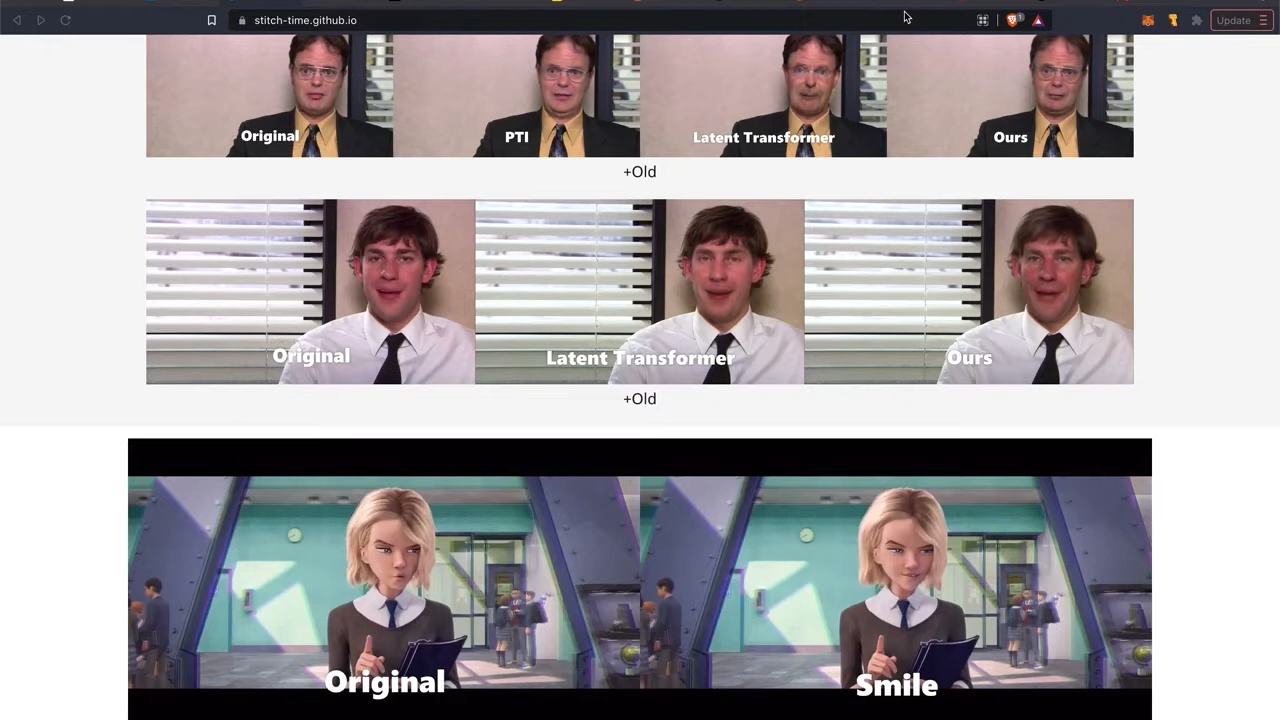 stitch-time.github.io
Update
Original
PTI
Latent Transformer
Ours
+Old
Original
Latent Transformer
Ours
+Old
Original
Smile